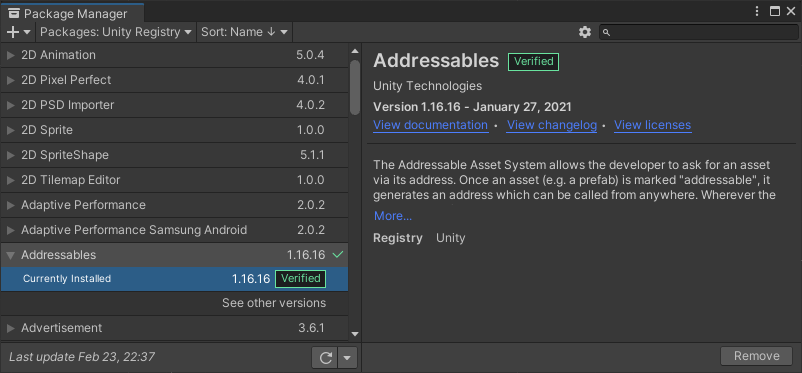 Package Manager
Packages: Unity Registry Sort: Name ↓
2D Animation 5.0.4
2D Pixel Perfect 4.0.1
2D PSD Importer 4.0.2
2D Sprite 1.0.0
2D SpriteShape 5.1.1
2D Tilemap Editor 1.0.0
Adaptive Performance 2.0.2
Adaptive Performance Samsung Android 2.0.2
Addressables 1.16.16
Currently Installed 1.16.16 Verified
See other versions
Advertisement 3.6.1
Last update Feb 23, 22:37
Addressables Verified
Unity Technologies
Version 1.16.16 - January 27, 2021
View documentation • View changelog • View licenses
The Addressable Asset System allows the developer to ask for an asset
via its address. Once an asset (e.g. a prefab) is marked "addressable", it
generates an address which can be called from anywhere. Wherever the
More...
Registry Unity
Remove